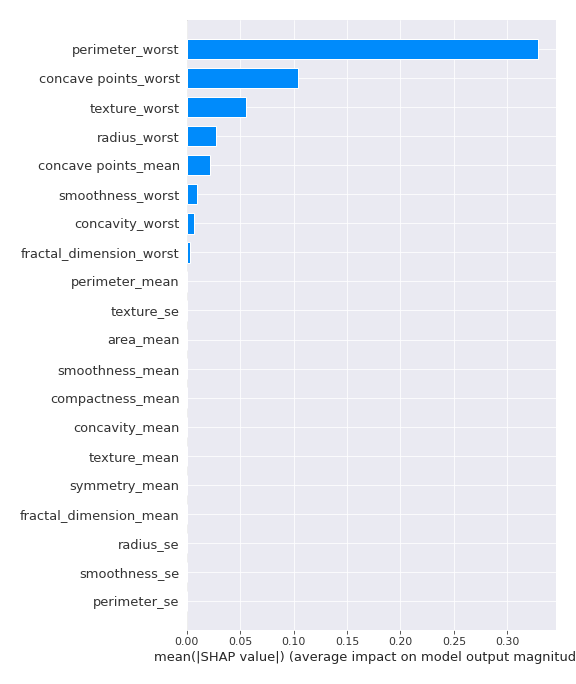 perimeter_worst
concave points_worst
texture_worst
radius_worst
concave points_mean
smoothness_worst
concavity_worst
fractal_dimension_worst
perimeter_mean
texture_se
area_mean
smoothness_mean
compactness_mean
concavity_mean
texture_mean
symmetry_mean
fractal_dimension_mean
radius_se
smoothness_se
perimeter_se
0.00 0.05 0.10 0.15 0.20 0.25 0.30
mean(|SHAP value|) (average impact on model output magnitud